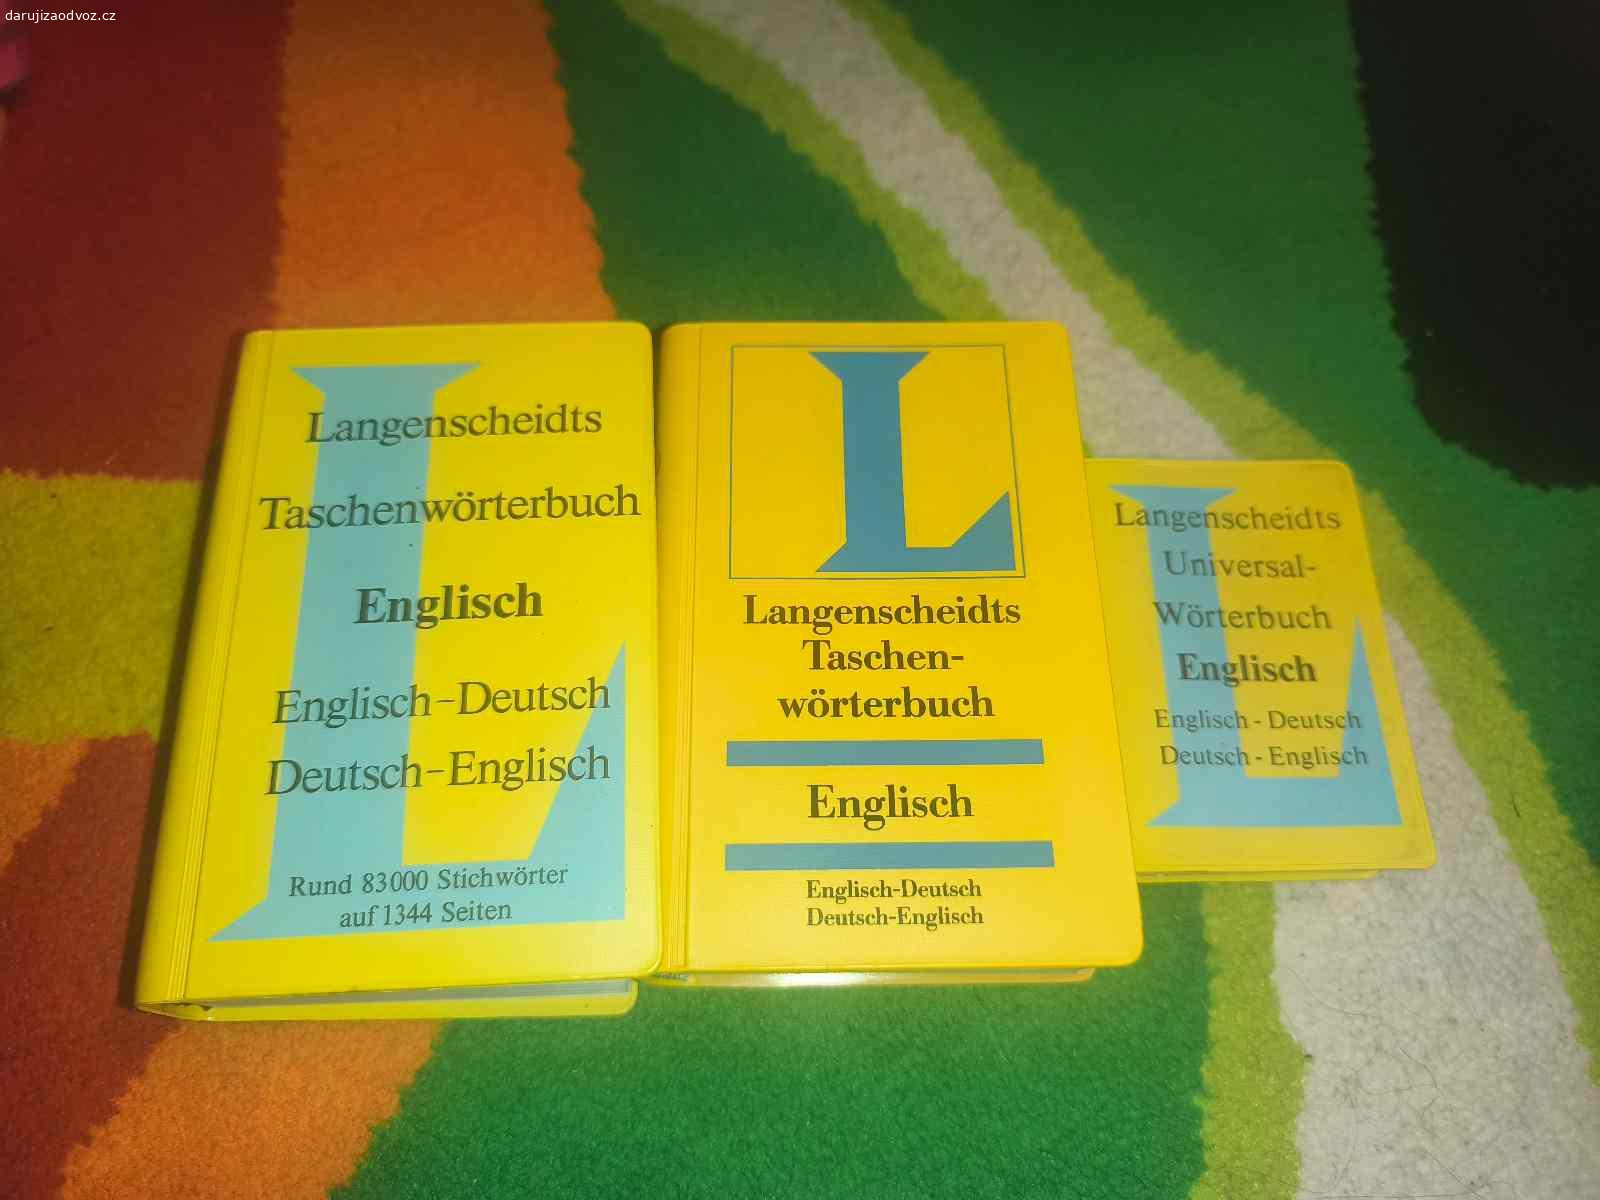 darujizaodvoz.cz
Langenscheidts
Taschenwörterbuch
Englisch
Englisch-Deutsch
Deutsch-Englisch
Rund 83000 Stichwörter
auf 1344 Seiten
L
Langenscheidts
Taschen-
wörterbuch
Englisch
Englisch-Deutsch
Deutsch-Englisch
Langenscheidts
Universal-
Wörterbuch
Englisch
Englisch - Deutsch
Deutsch - Englisch